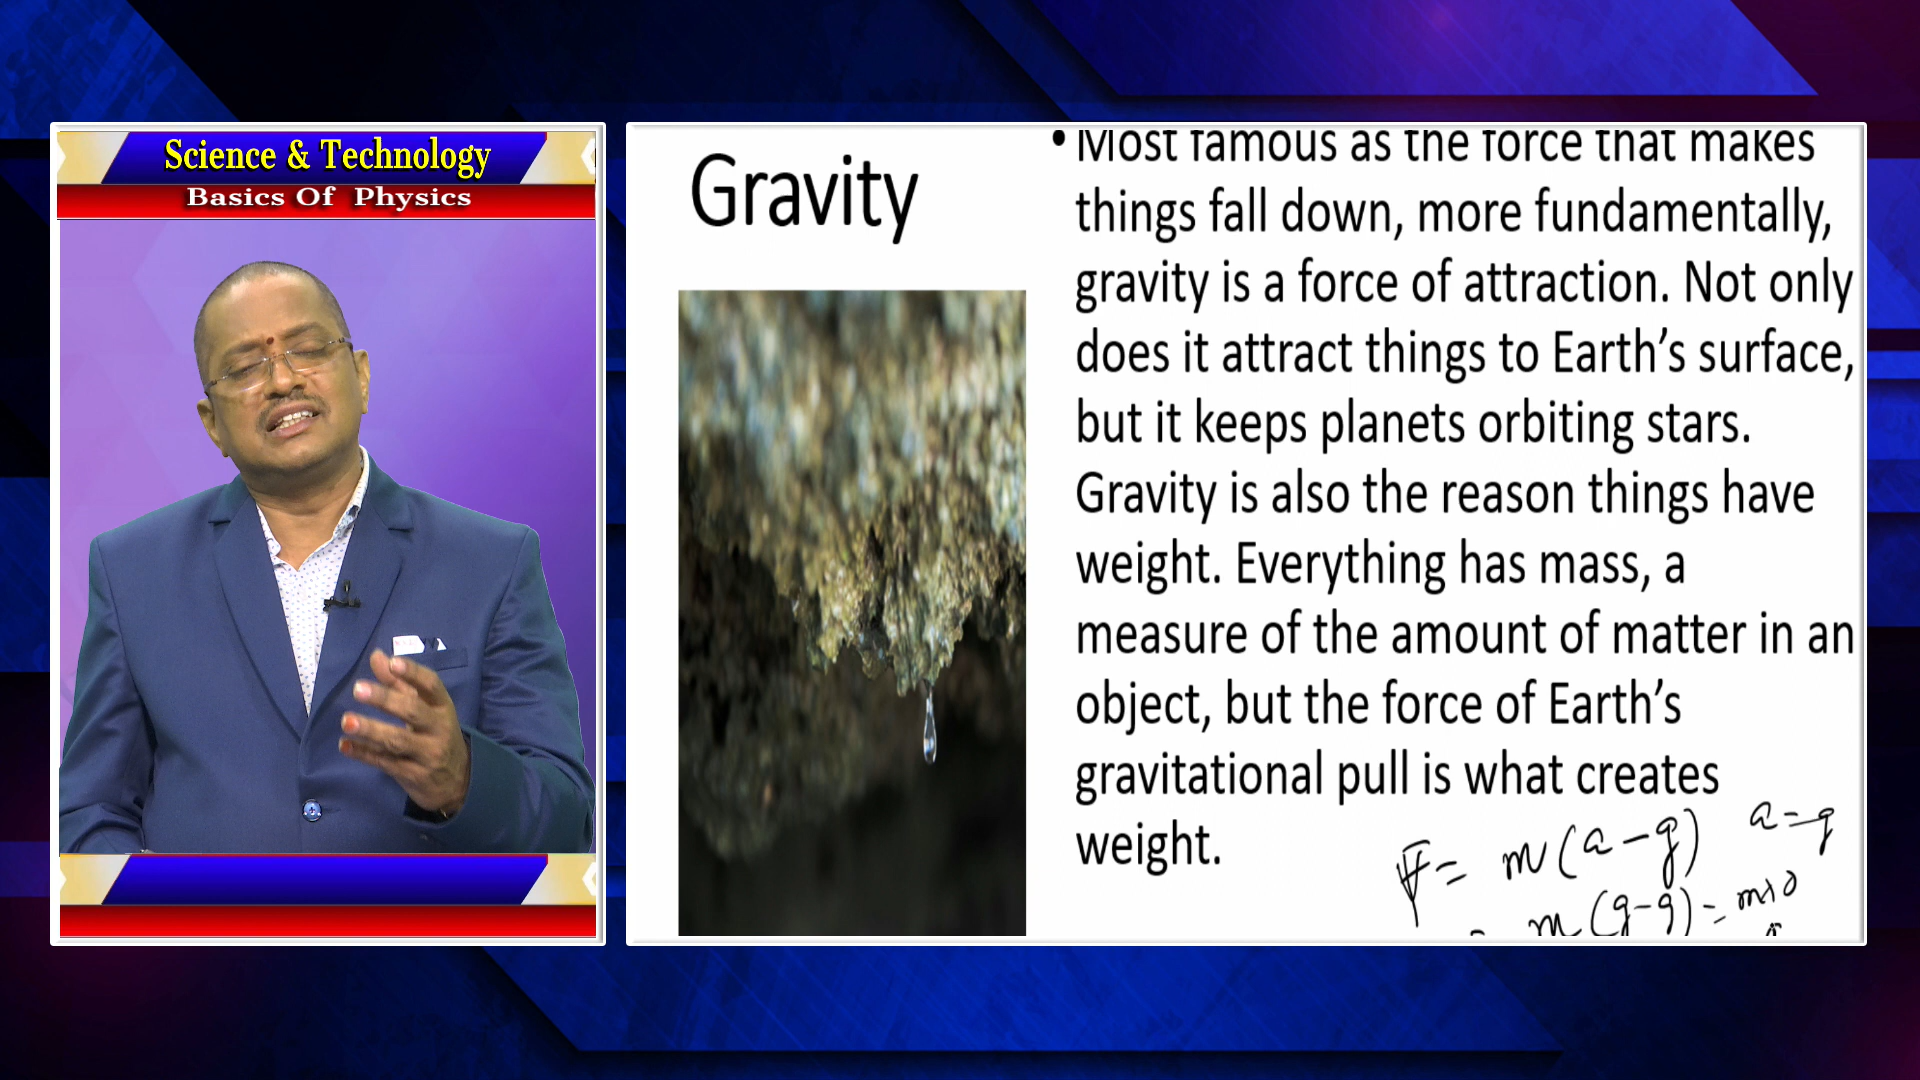 Science & Technology
Basics Of Physics
Gravity
• Most famous as the force that makes
things fall down, more fundamentally,
gravity is a force of attraction. Not only
does it attract things to Earth’s surface,
but it keeps planets orbiting stars.
Gravity is also the reason things have
weight. Everything has mass, a
measure of the amount of matter in an
object, but the force of Earth’s
gravitational pull is what creates
weight.
F = m(a-g) a=g
= m(g-g) = m×0